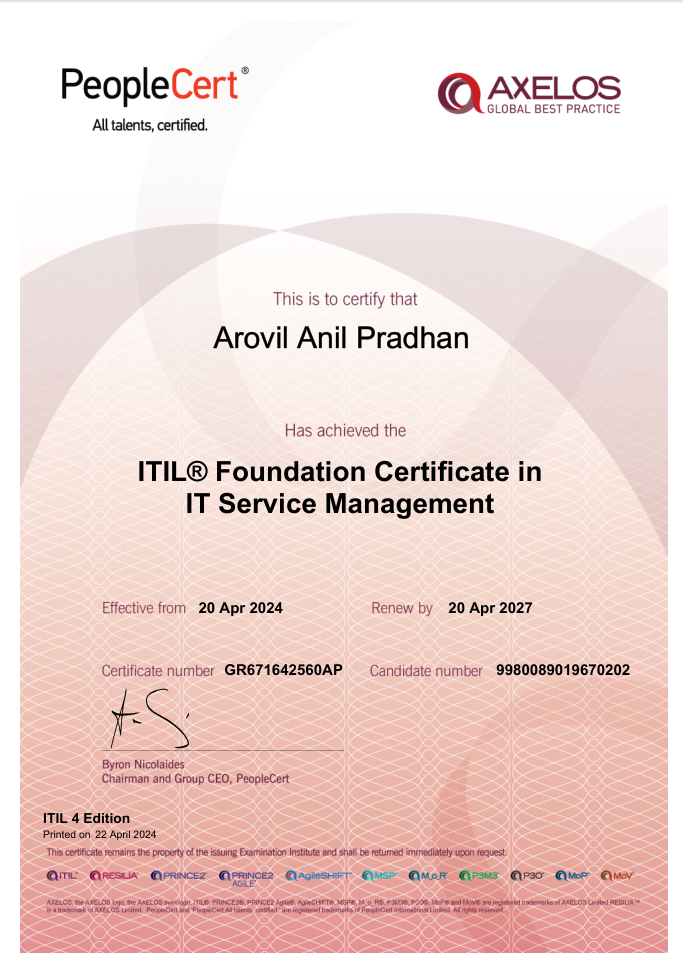 PeopleCert®
All talents, certified.
AXELOS
GLOBAL BEST PRACTICE
This is to certify that
Arovil Anil Pradhan
Has achieved the
ITIL® Foundation Certificate in
IT Service Management
Effective from 20 Apr 2024 Renew by 20 Apr 2027
Certificate number GR671642560AP Candidate number 9980089019670202
Byron Nicolaides
Chairman and Group CEO, PeopleCert
ITIL 4 Edition
Printed on 22 April 2024
This certificate remains the property of the issuing Examination Institute and shall be returned immediately upon request.
ITIL® RESILIA™ PRINCE2® PRINCE2 AGILE® AgileSHIFT® MSP® M_o_R® P3M3® P3O® MoP® MoV®
AXELOS, the AXELOS logo, the AXELOS swirl logo, ITIL®, PRINCE2®, PRINCE2 Agile®, AgileSHIFT®, MSP®, M_o_R®, P3M3®, P3O®, MoP® and MoV® are registered trademarks of AXELOS Limited RESILIA™
is a trademark of AXELOS Limited. PeopleCert and "PeopleCert All talents, certified." are registered trademarks of PeopleCert International Limited. All rights reserved.